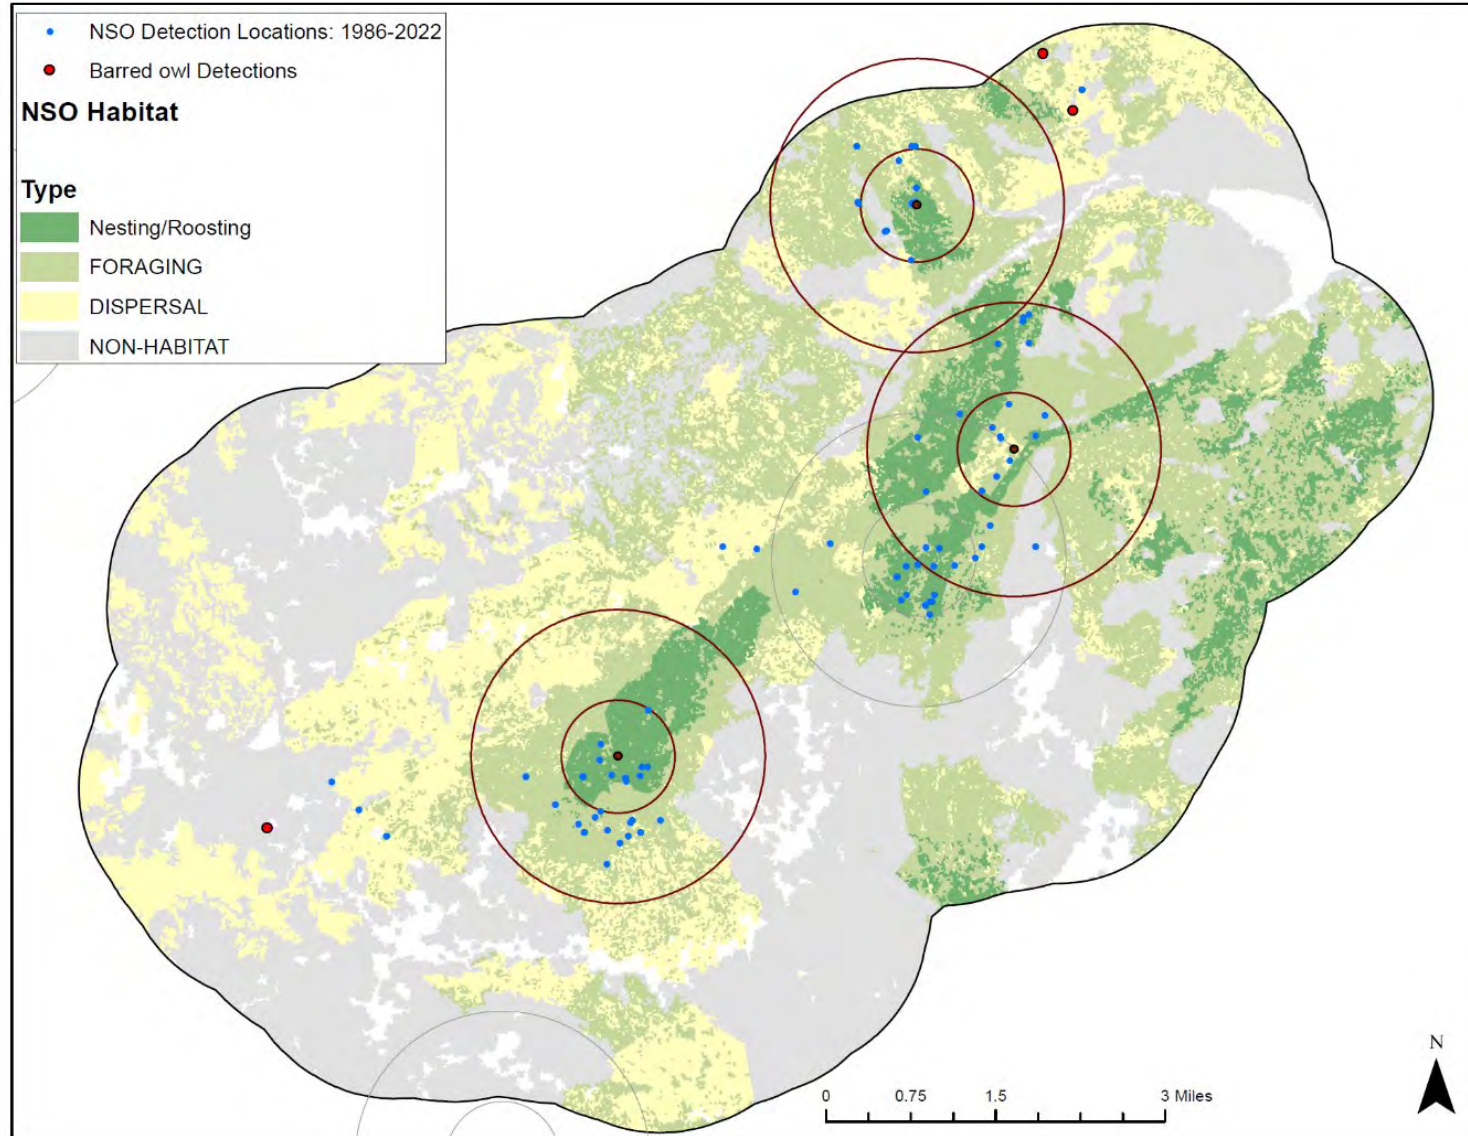 NSO Detection Locations: 1986-2022
Barred owl Detections
NSO Habitat
Type
Nesting/Roosting
FORAGING
DISPERSAL
NON-HABITAT
N
0 0.75 1.5 3 Miles